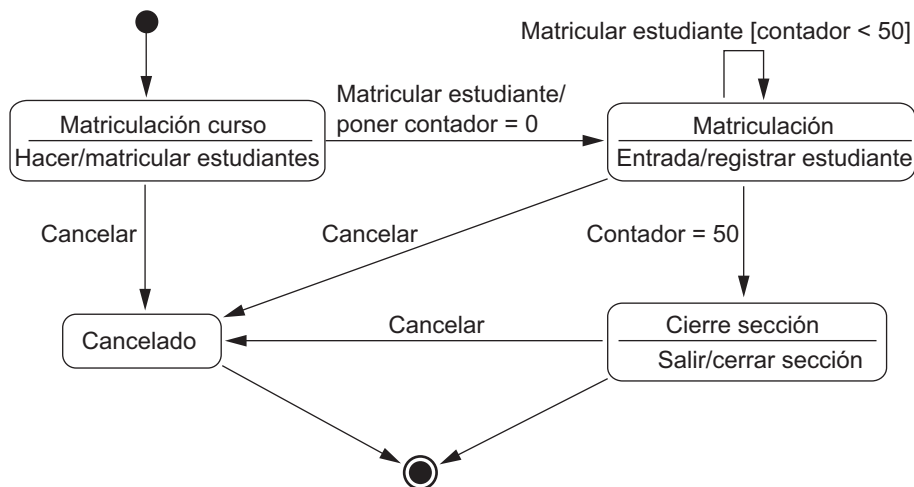 Matricular estudiante [contador < 50]
Matricular estudiante/
poner contador = 0
Matriculación curso
Hacer/matricular estudiantes
Matriculación
Entrada/registrar estudiante
Cancelar
Cancelar
Contador = 50
Cancelado
Cancelar
Cierre sección
Salir/cerrar sección